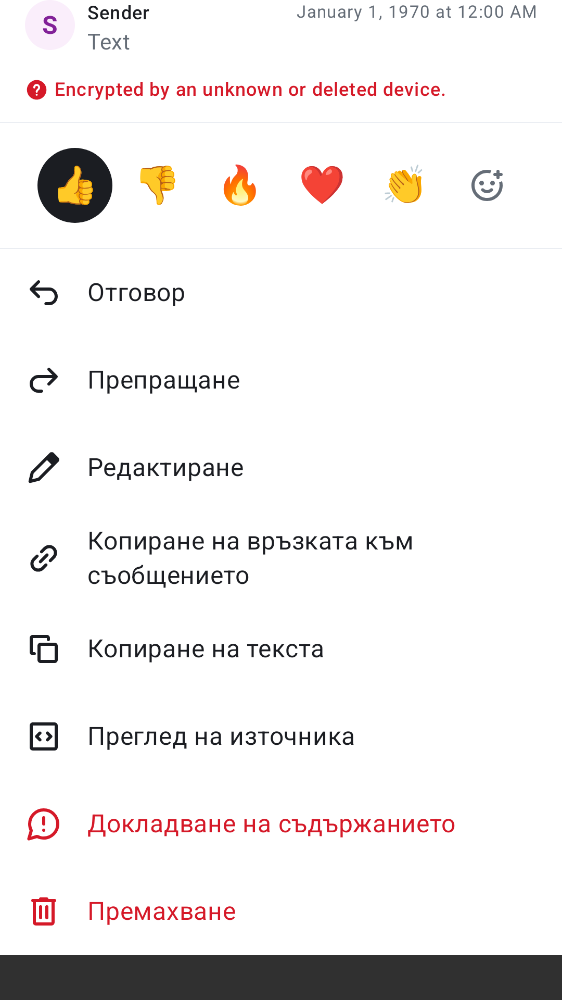 S
Sender
January 1, 1970 at 12:00 AM
Text
Encrypted by an unknown or deleted device.
Отговор
Препращане
Редактиране
Копиране на връзката към
съобщението
Копиране на текста
Преглед на източника
Докладване на съдържанието
Премахване